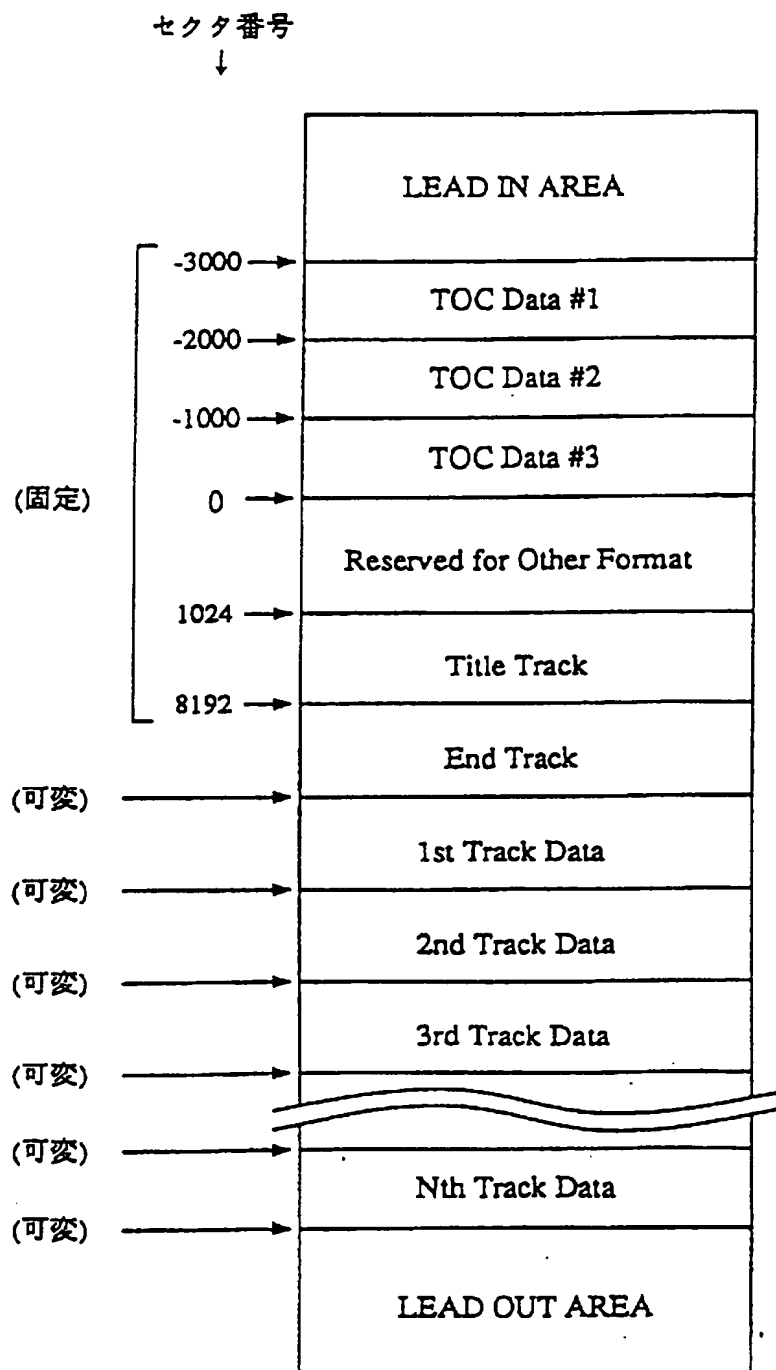 セクタ番号
↓
LEAD IN AREA
-3000
TOC Data #1
-2000
TOC Data #2
-1000
TOC Data #3
(固定)
0
Reserved for Other Format
1024
Title Track
8192
End Track
(可変)
1st Track Data
(可変)
2nd Track Data
(可変)
3rd Track Data
(可変)
(可変)
Nth Track Data
(可変)
LEAD OUT AREA